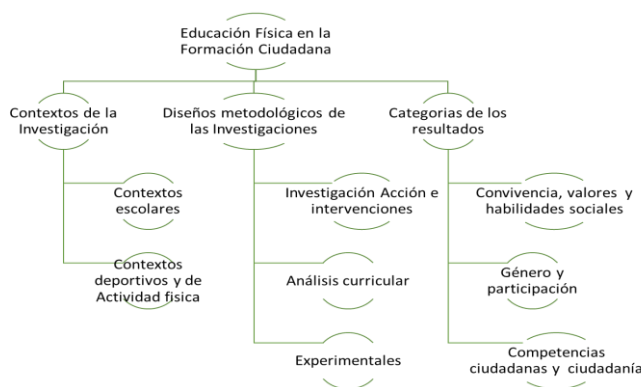 Educación Física en la
Formación Ciudadana
Contextos de la
Investigación
Diseños metodológicos de
las Investigaciones
Categorias de los
resultados
Contextos
escolares
Contextos
deportivos y de
Actividad fisica
Investigación Acción e
intervenciones
Análisis curricular
Experimentales
Convivencia, valores y
habilidades sociales
Género y
participación
Competencias
ciudadanas y ciudadanía